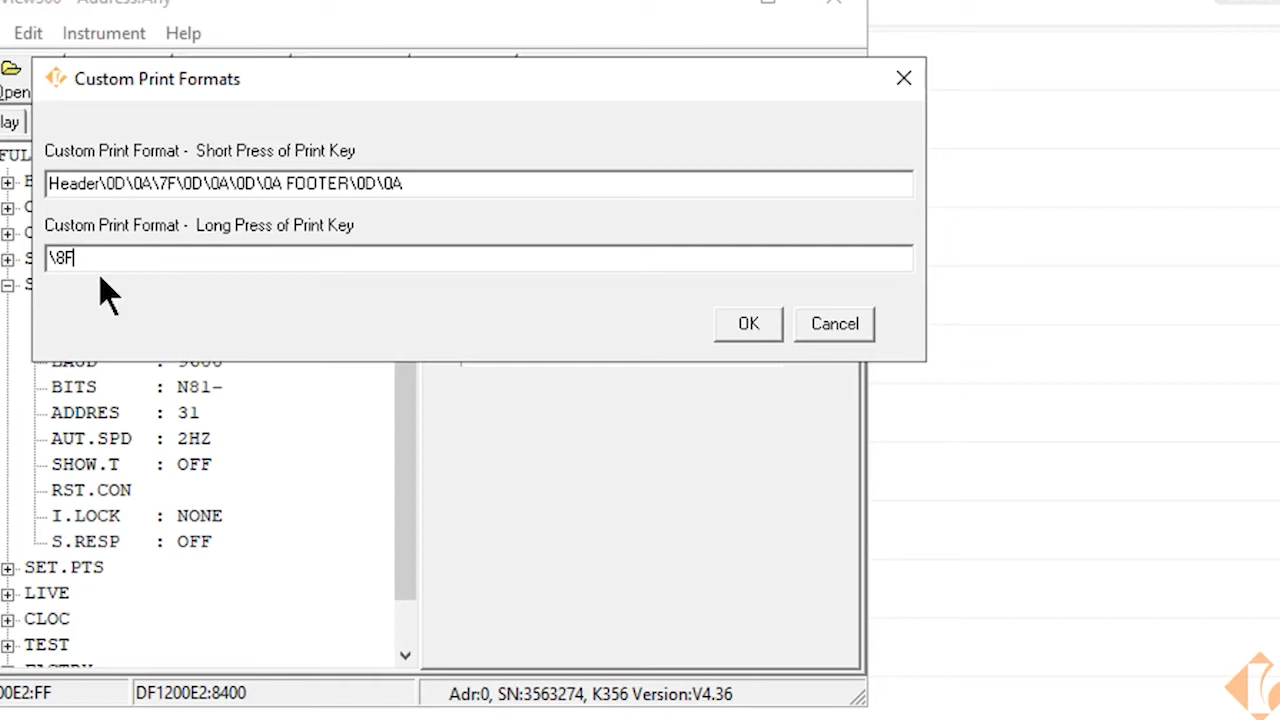 Edit Instrument Help
Custom Print Formats
Open
Custom Print Format - Short Press of Print Key
Header\0D\0A\7F\0D\0A\0D\0A FOOTER\0D\0A
Custom Print Format - Long Press of Print Key
\8F
OK Cancel
BITS : N81-
ADDRES : 31
AUT.SPD : 2HZ
SHOW.T : OFF
RST.CON
I.LOCK : NONE
S.RESP : OFF
SET.PTS
LIVE
CLOC
TEST
00E2:FF DF1200E2:8400 Adr:0, SN:3563274, K356 Version:V4.36